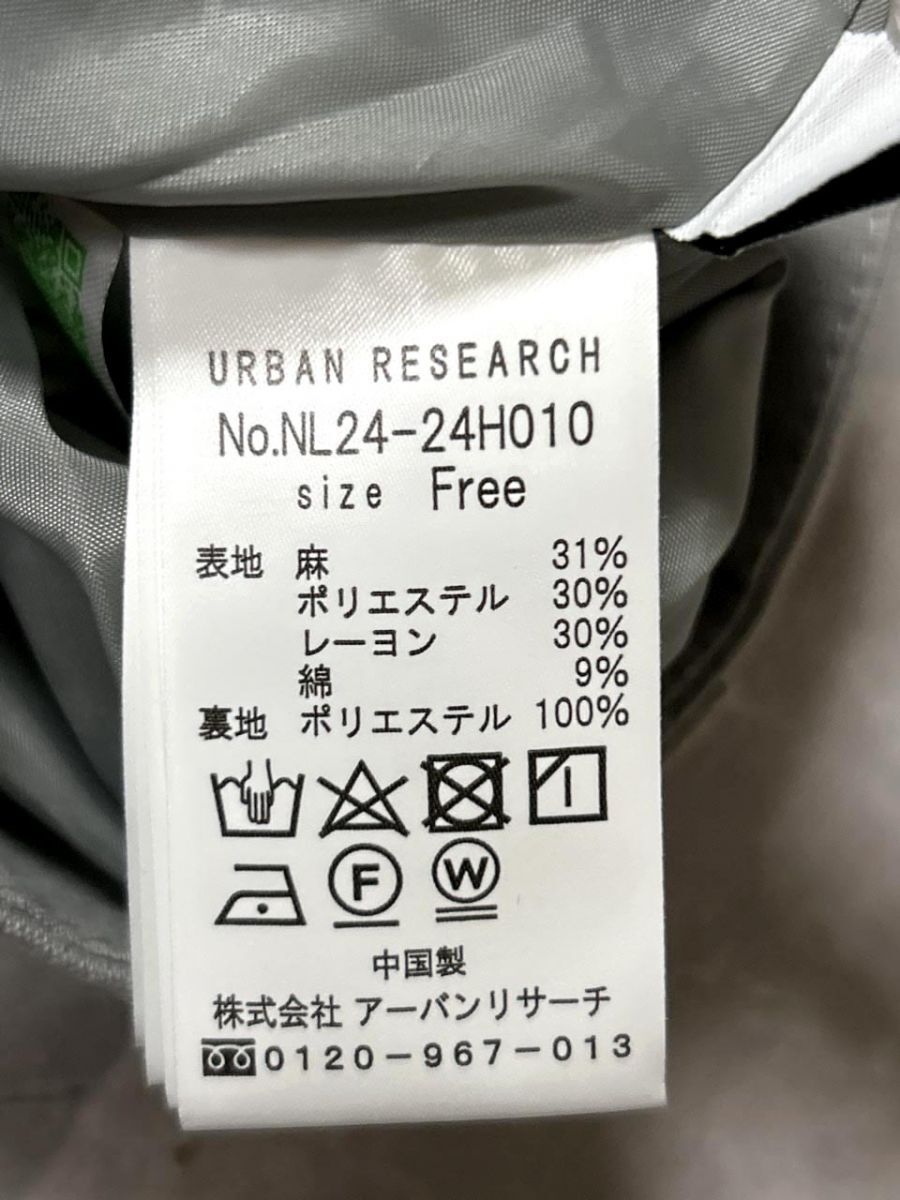 URBAN RESEARCH
No.NL24-24H010
size Free
表地 麻 31%
ポリエステル 30%
レーヨン 30%
綿 9%
裏地 ポリエステル 100%
F W
中国製
株式会社 アーバンリサーチ
0120-967-013